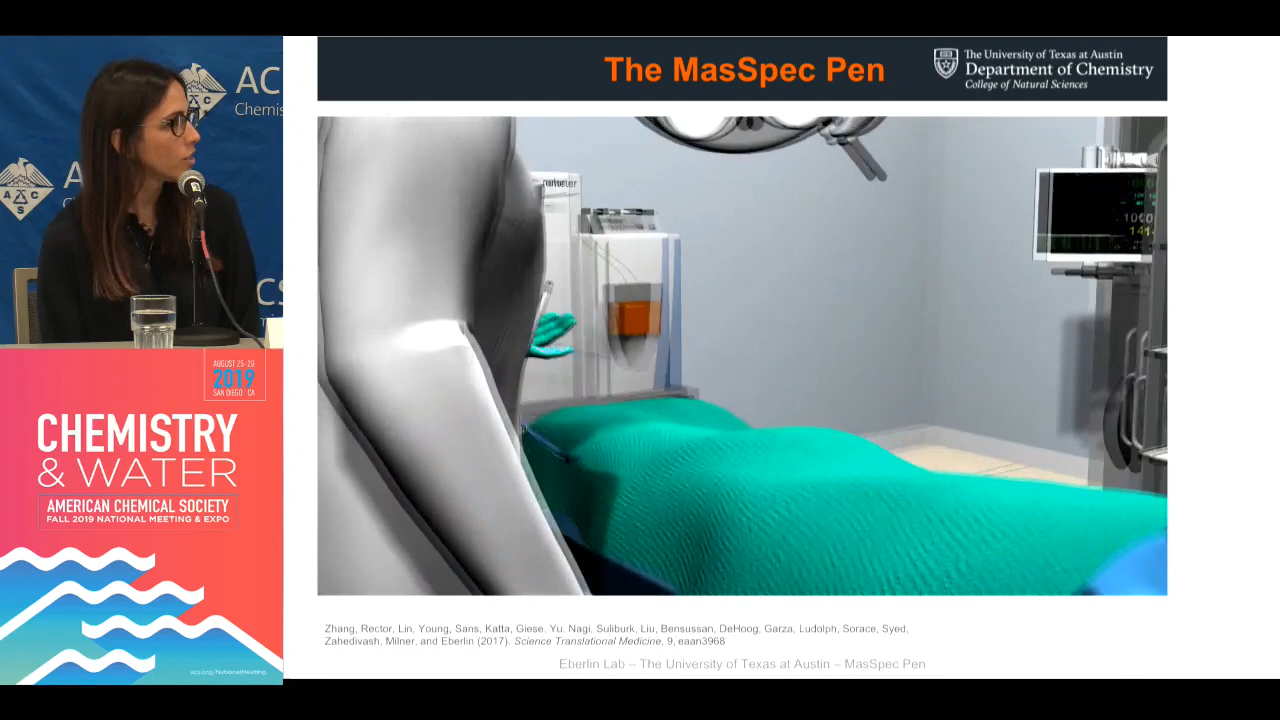 The MasSpec Pen
The University of Texas at Austin
Department of Chemistry
College of Natural Sciences
AC
Chemis
A C S
A
A C S
CS
AUGUST 25-29
2019
SAN DIEGO CA
CHEMISTRY
& WATER
AMERICAN CHEMICAL SOCIETY
FALL 2019 NATIONAL MEETING & EXPO
acs.org/NationalMeeting
Zhang, Rector, Lin, Young, Sans, Katta, Giese, Yu, Nagi, Suliburk, Liu, Bensussan, DeHoog, Garza, Ludolph, Sorace, Syed,
Zahedivash, Milner, and Eberlin (2017). Science Translational Medicine, 9, eaan3968
Eberlin Lab – The University of Texas at Austin – MasSpec Pen